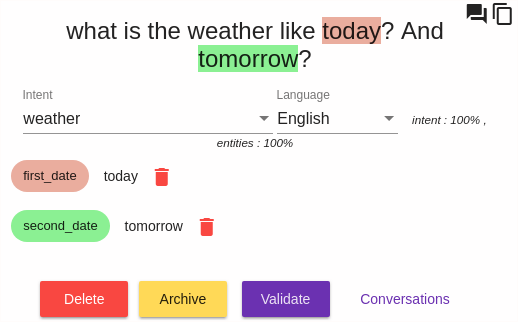 what is the weather like today? And
tomorrow?
Intent
Language
weather
English
intent : 100% ,
entities : 100%
first_date today
second_date tomorrow
Delete Archive Validate Conversations